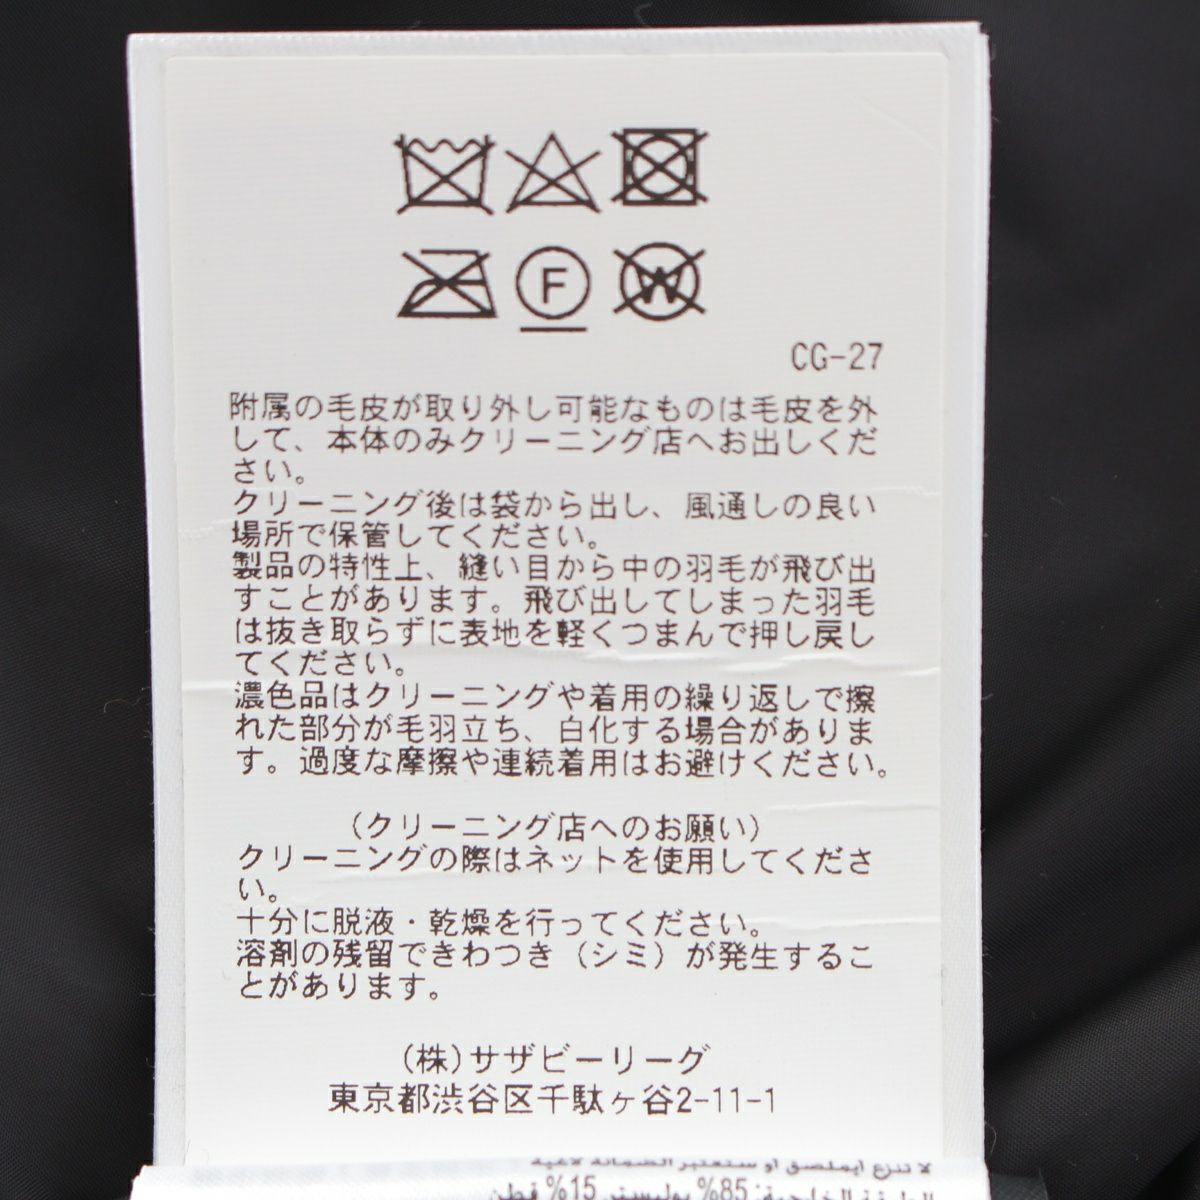 F
W
CG-27
附属の毛皮が取り外し可能なものは毛皮を外
して、本体のみクリーニング店へお出しくだ
さい。
クリーニング後は袋から出し、風通しの良い
場所で保管してください。
製品の特性上、縫い目から中の羽毛が飛び出
すことがあります。飛び出してしまった羽毛
は抜き取らずに表地を軽くつまんで押し戻し
てください。
濃色品はクリーニングや着用の繰り返しで擦
れた部分が毛羽立ち、白化する場合がありま
す。過度な摩擦や連続着用はお避けください。
（クリーニング店へのお願い）
クリーニングの際はネットを使用してくださ
い。
十分に脱液・乾燥を行ってください。
溶剤の残留できわつき（シミ）が発生するこ
とがあります。
(株)サザビーリーグ
東京都渋谷区千駄ヶ谷2-11-1
لا تنزع أي ملصق أو ستعتبر الضمانة لاغية
الطبقة الخارجية: 85% بوليستر, 15% قطن